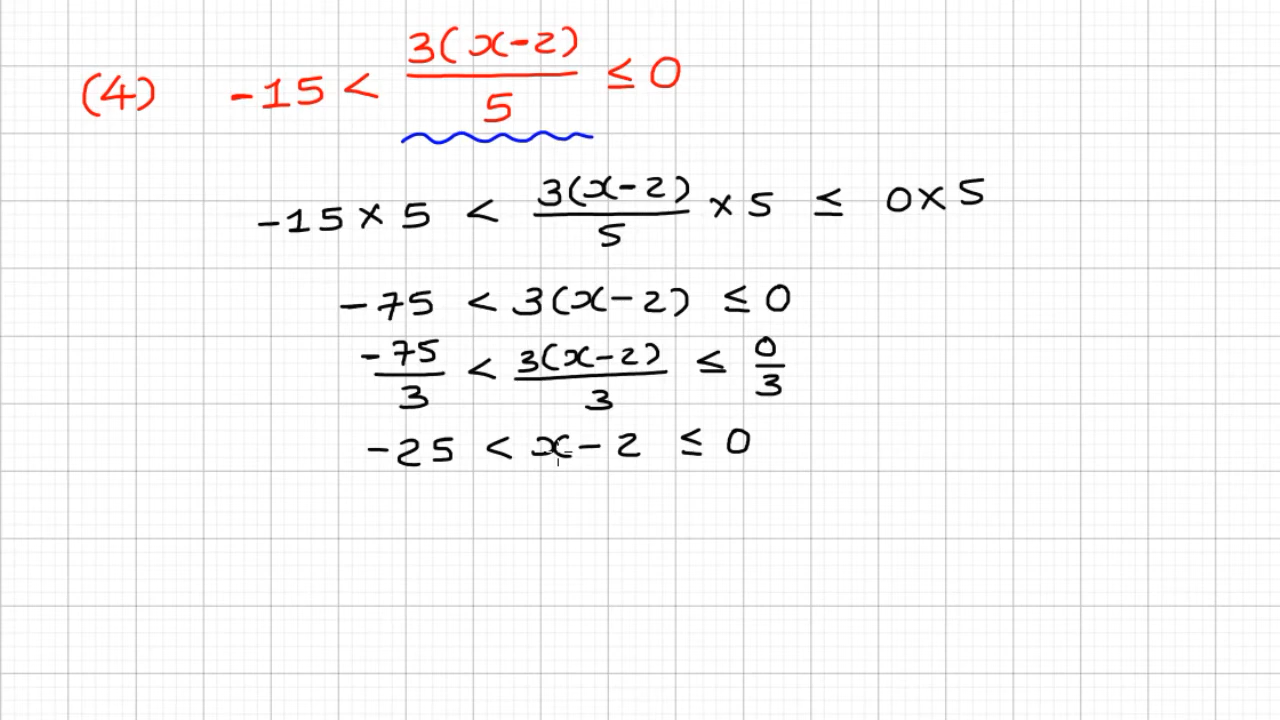 (4) -15 < 3(x-2)/5 ≤ 0
-15 × 5 < 3(x-2)/5 × 5 ≤ 0 × 5
-75 < 3(x-2) ≤ 0
-75/3 < 3(x-2)/3 ≤ 0/3
-25 < x-2 ≤ 0